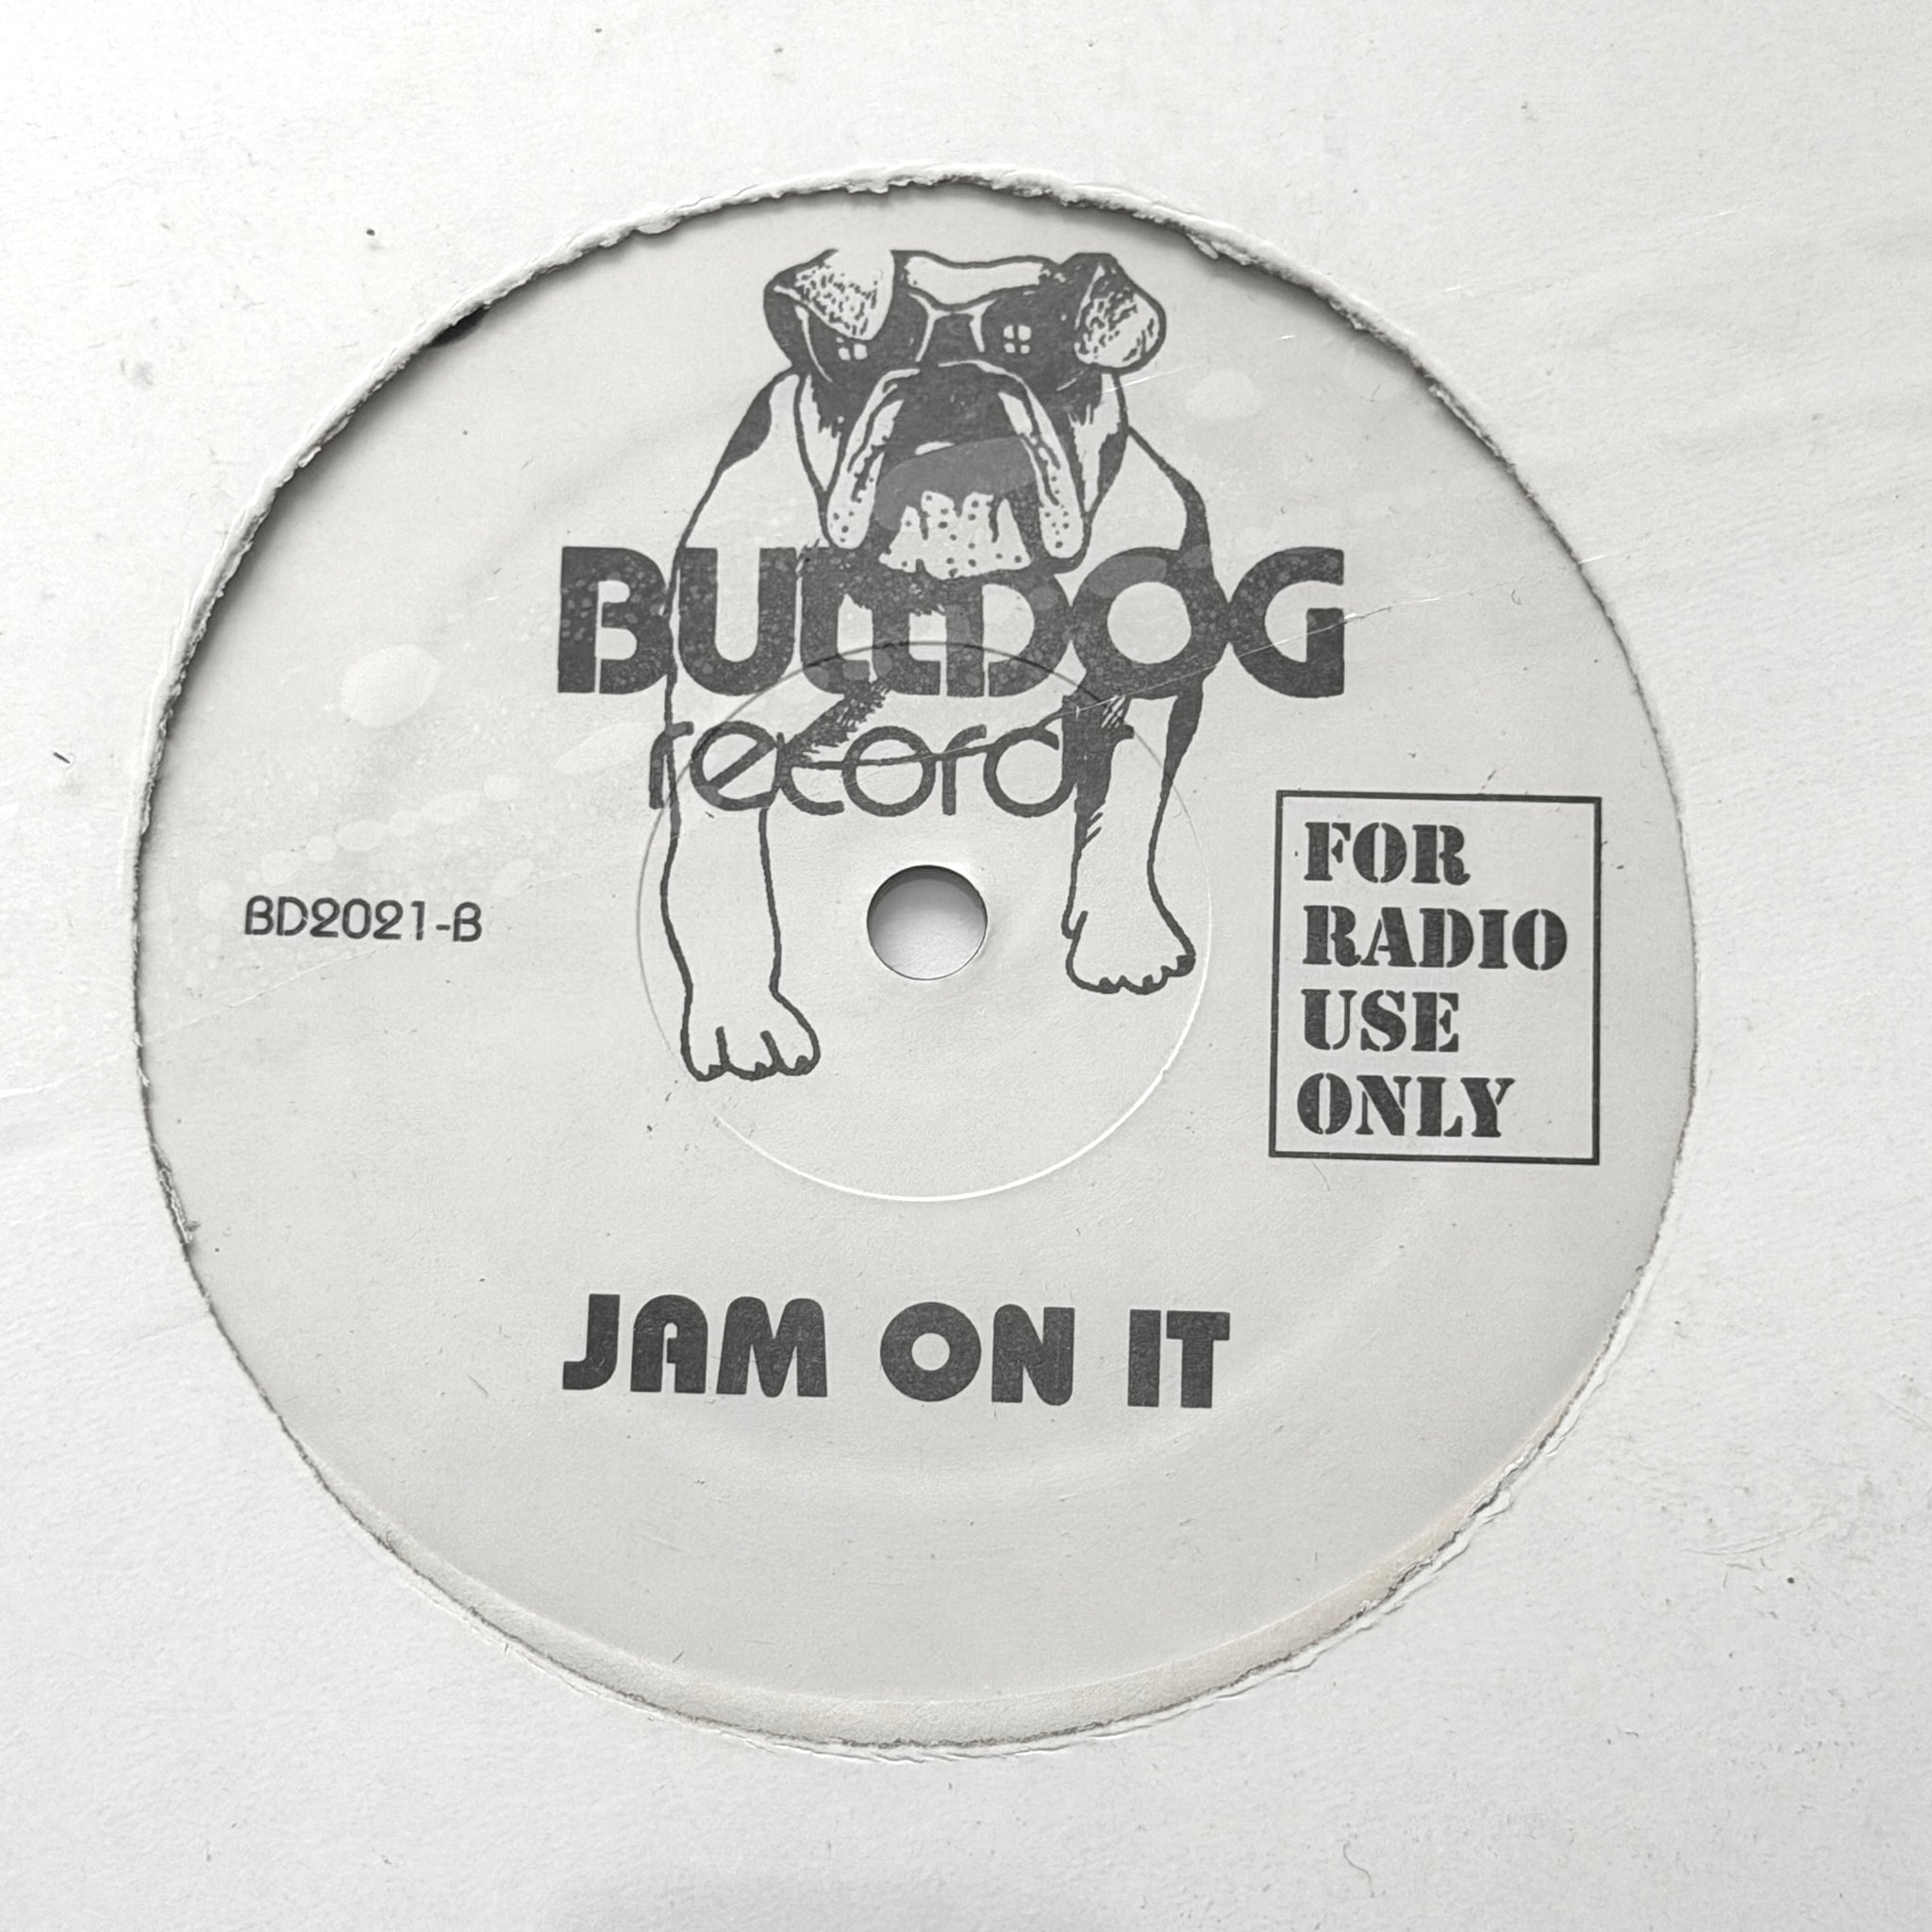 BULLDOG
records
BD2021-B
FOR
RADIO
USE
ONLY
JAM ON IT